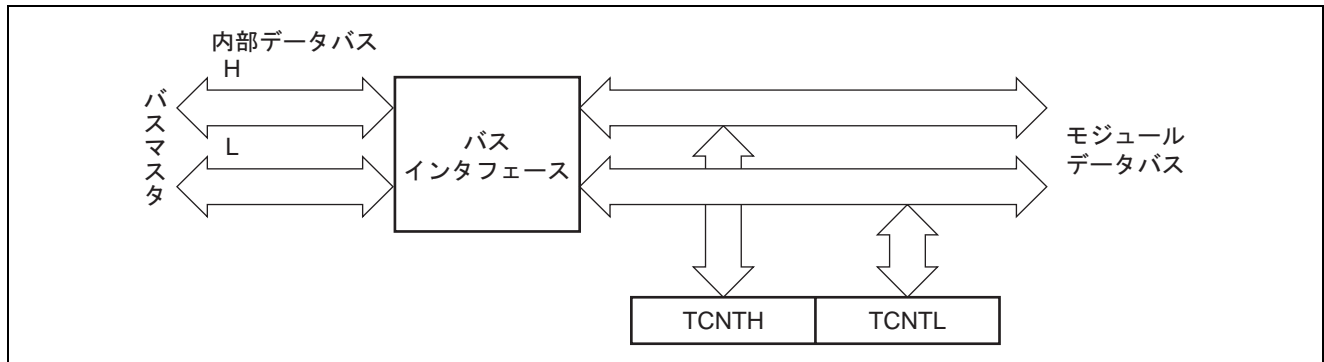 内部データバス
H
L
バスマスタ
バス
インタフェース
モジュール
データバス
TCNTH
TCNTL